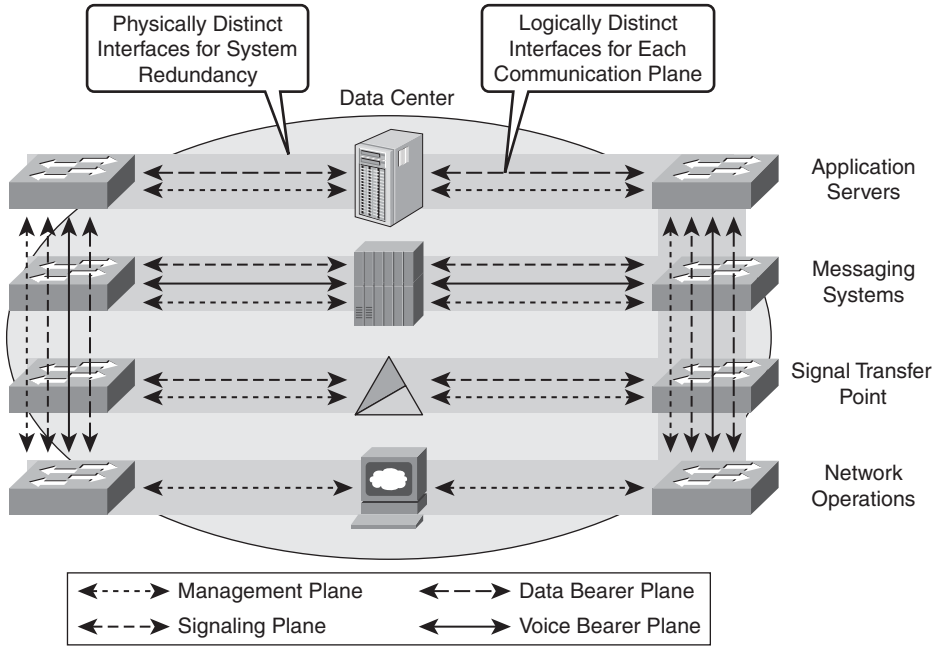 Physically Distinct
Interfaces for System
Redundancy
Logically Distinct
Interfaces for Each
Communication Plane
Data Center
Application
Servers
Messaging
Systems
Signal Transfer
Point
Network
Operations
Management Plane
Data Bearer Plane
Signaling Plane
Voice Bearer Plane